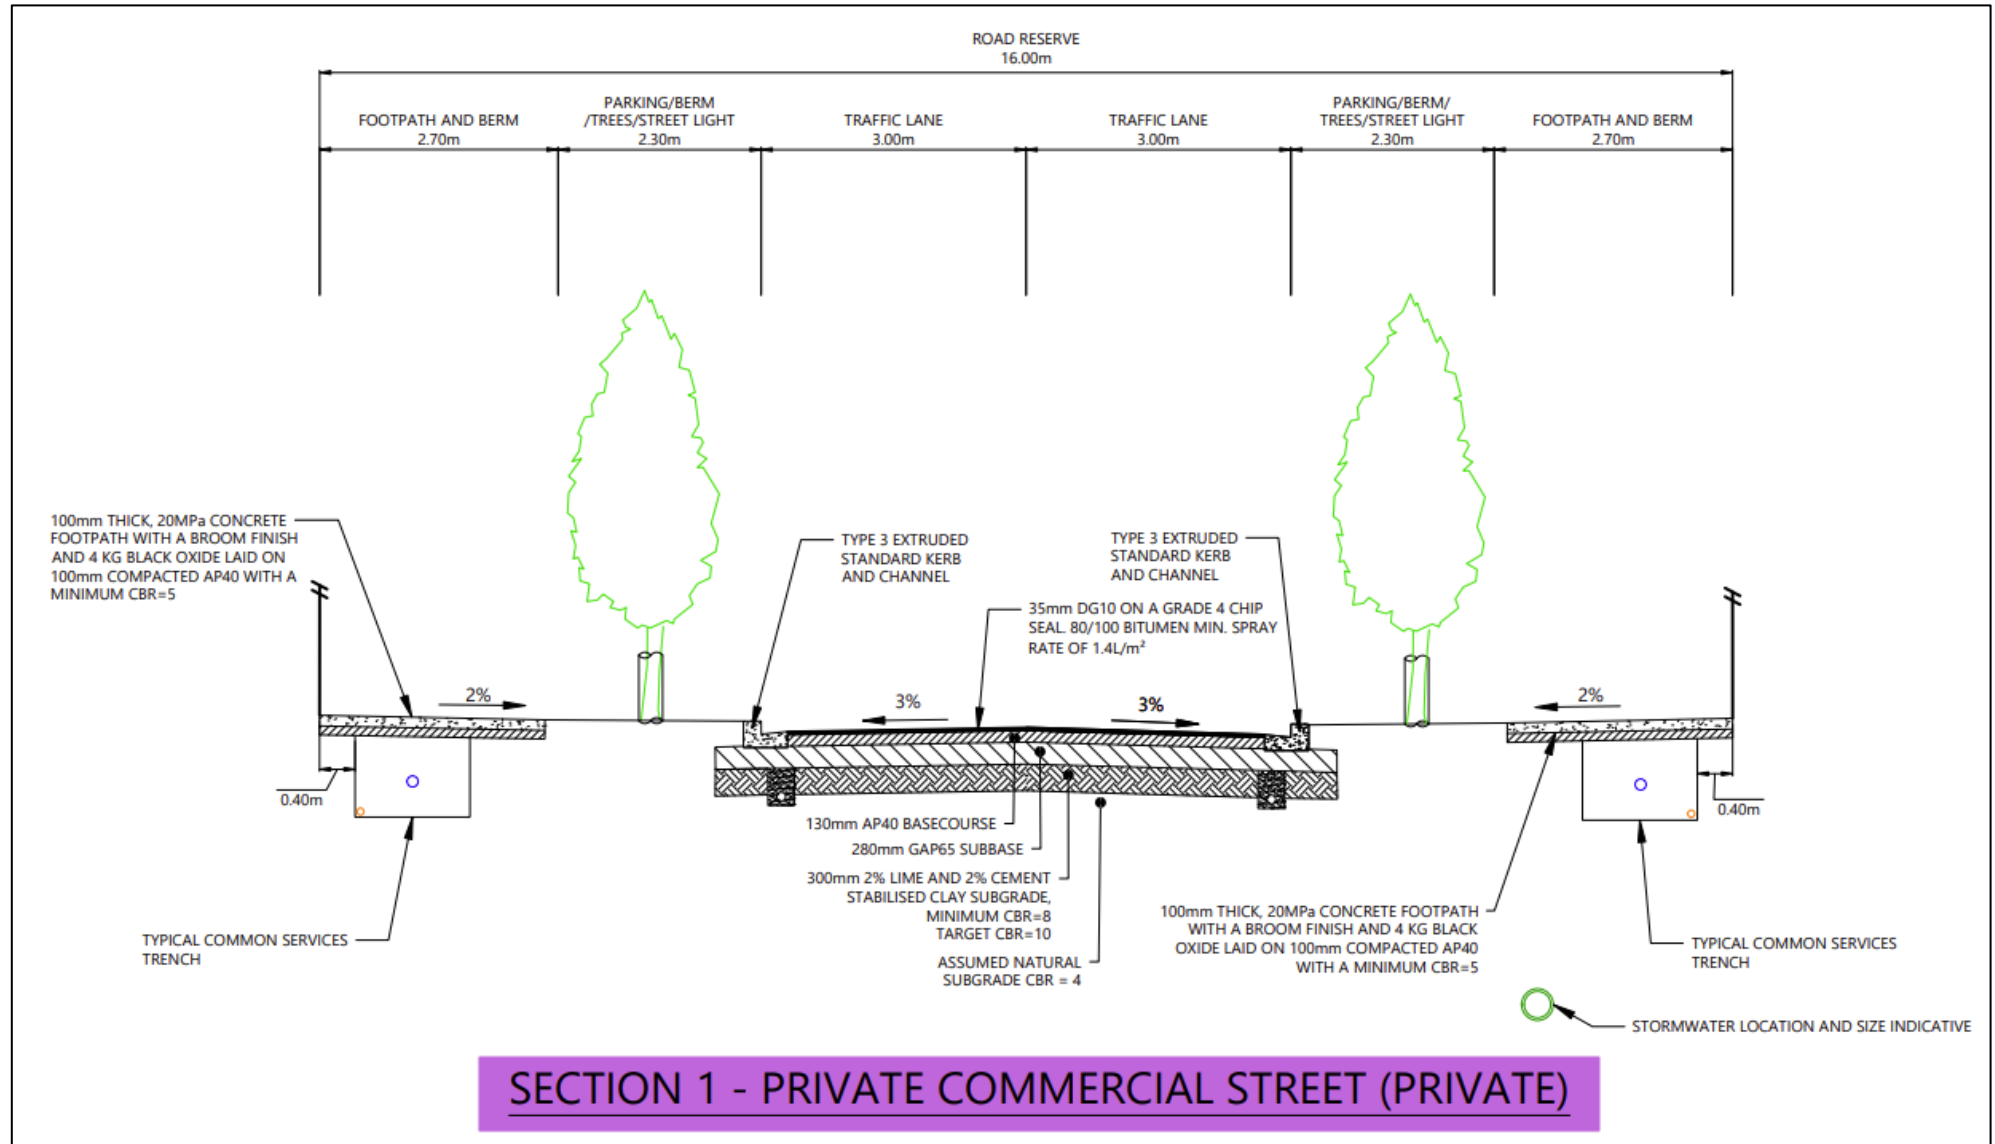 ROAD RESERVE
16.00m
FOOTPATH AND BERM
2.70m
PARKING/BERM
/TREES/STREET LIGHT
2.30m
TRAFFIC LANE
3.00m
TRAFFIC LANE
3.00m
PARKING/BERM/
TREES/STREET LIGHT
2.30m
FOOTPATH AND BERM
2.70m
100mm THICK, 20MPa CONCRETE
FOOTPATH WITH A BROOM FINISH
AND 4 KG BLACK OXIDE LAID ON
100mm COMPACTED AP40 WITH A
MINIMUM CBR=5
TYPE 3 EXTRUDED
STANDARD KERB
AND CHANNEL
TYPE 3 EXTRUDED
STANDARD KERB
AND CHANNEL
35mm DG10 ON A GRADE 4 CHIP
SEAL. 80/100 BITUMEN MIN. SPRAY
RATE OF 1.4L/m²
2%
3%
3%
2%
0.40m
0.40m
130mm AP40 BASECOURSE
280mm GAP65 SUBBASE
300mm 2% LIME AND 2% CEMENT
STABILISED CLAY SUBGRADE,
MINIMUM CBR=8
TARGET CBR=10
ASSUMED NATURAL
SUBGRADE CBR = 4
100mm THICK, 20MPa CONCRETE FOOTPATH
WITH A BROOM FINISH AND 4 KG BLACK
OXIDE LAID ON 100mm COMPACTED AP40
WITH A MINIMUM CBR=5
TYPICAL COMMON SERVICES
TRENCH
TYPICAL COMMON SERVICES
TRENCH
STORMWATER LOCATION AND SIZE INDICATIVE
SECTION 1 - PRIVATE COMMERCIAL STREET (PRIVATE)